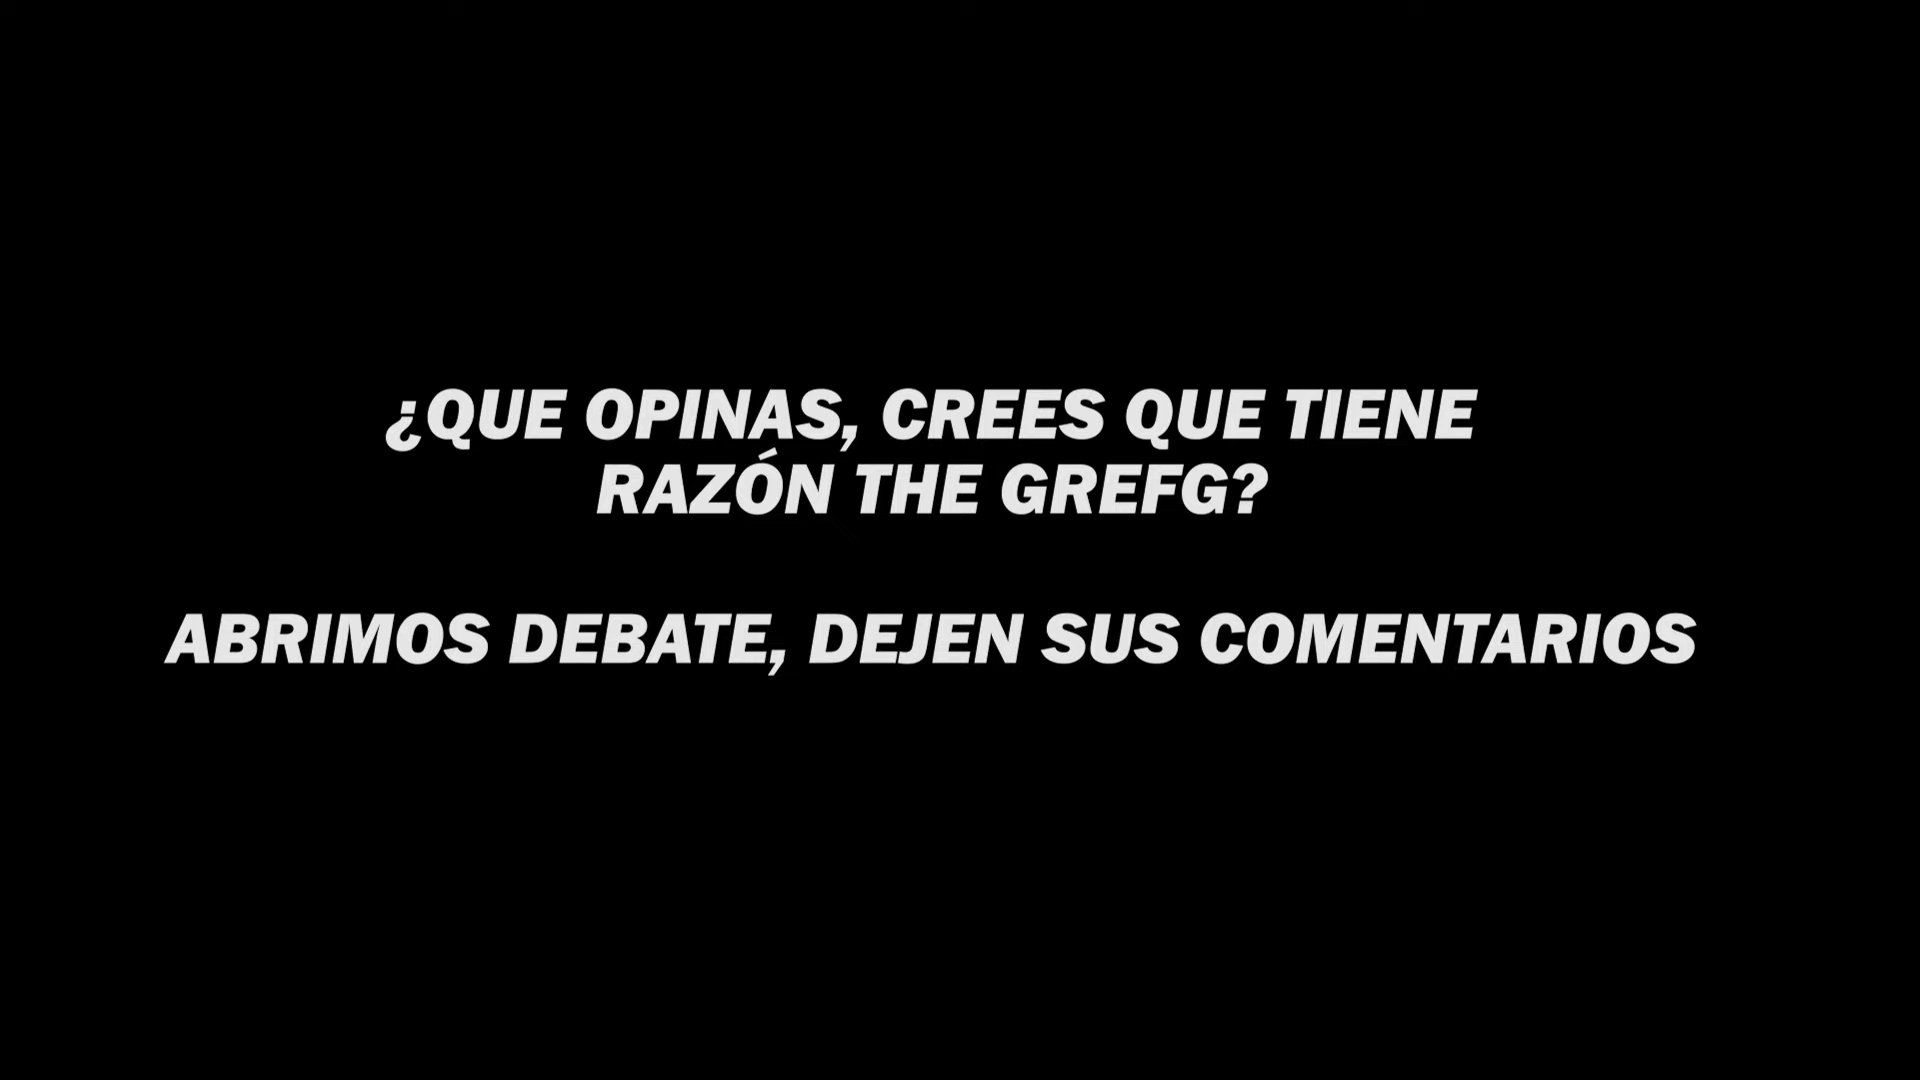 ¿QUE OPINAS, CREES QUE TIENE
RAZÓN THE GREFG?
ABRIMOS DEBATE, DEJEN SUS COMENTARIOS